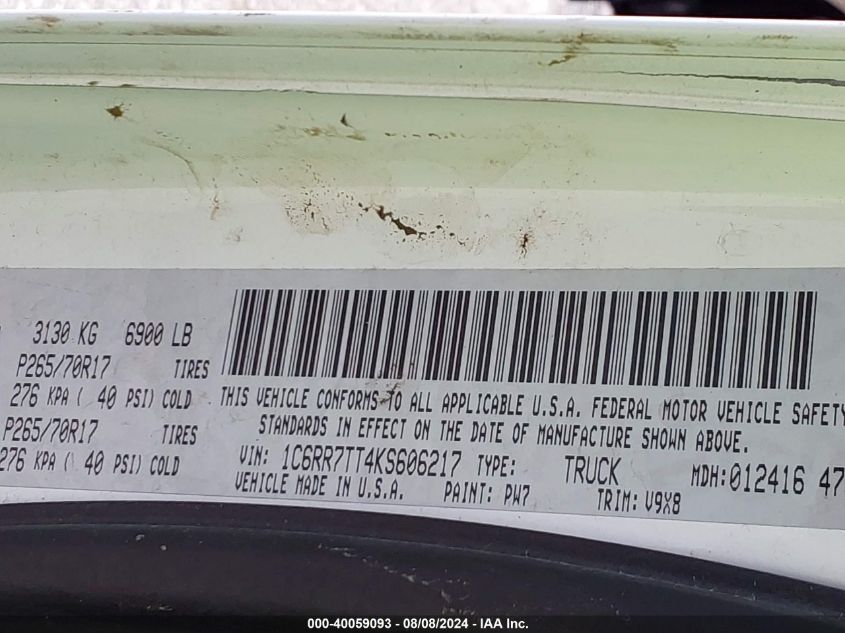 3130 KG 6900 LB
P265/70R17 TIRES
276 KPA ( 40 PSI) COLD
P265/70R17 TIRES
276 KPA ( 40 PSI) COLD
THIS VEHICLE CONFORMS TO ALL APPLICABLE U.S.A. FEDERAL MOTOR VEHICLE SAFETY
STANDARDS IN EFFECT ON THE DATE OF MANUFACTURE SHOWN ABOVE.
VIN: 1C6RR7TT4KS606217 TYPE: TRUCK MDH:012416 47
VEHICLE MADE IN U.S.A. PAINT: PW7 TRIM: V9X8
000-40059093 - 08/08/2024 - IAA Inc.